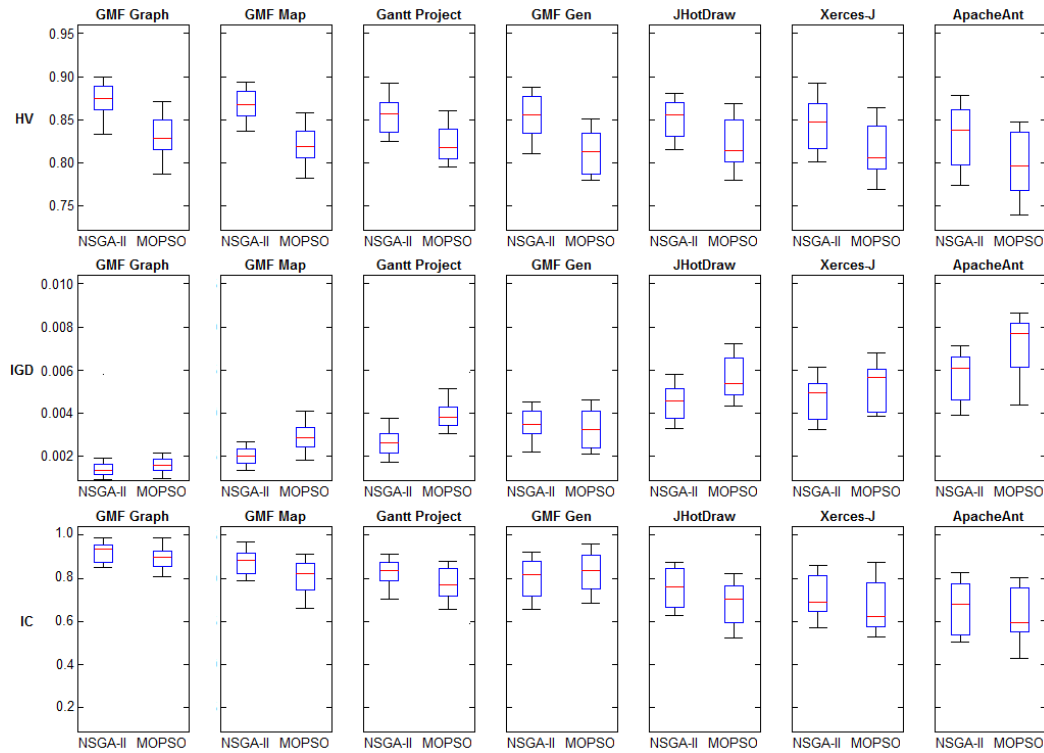 GMF Graph GMF Map Gantt Project GMF Gen JHotDraw Xerces-J ApacheAnt
0.95
0.90
0.85
HV
0.80
0.75
NSGA-II MOPSO NSGA-II MOPSO NSGA-II MOPSO NSGA-II MOPSO NSGA-II MOPSO NSGA-II MOPSO NSGA-II MOPSO
GMF Graph GMF Map Gantt Project GMF Gen JHotDraw Xerces-J ApacheAnt
0.010
0.008
0.006
IGD
0.004
0.002
NSGA-II MOPSO NSGA-II MOPSO NSGA-II MOPSO NSGA-II MOPSO NSGA-II MOPSO NSGA-II MOPSO NSGA-II MOPSO
GMF Graph GMF Map Gantt Project GMF Gen JHotDraw Xerces-J ApacheAnt
1.0
0.8
0.6
IC
0.4
0.2
NSGA-II MOPSO NSGA-II MOPSO NSGA-II MOPSO NSGA-II MOPSO NSGA-II MOPSO NSGA-II MOPSO NSGA-II MOPSO